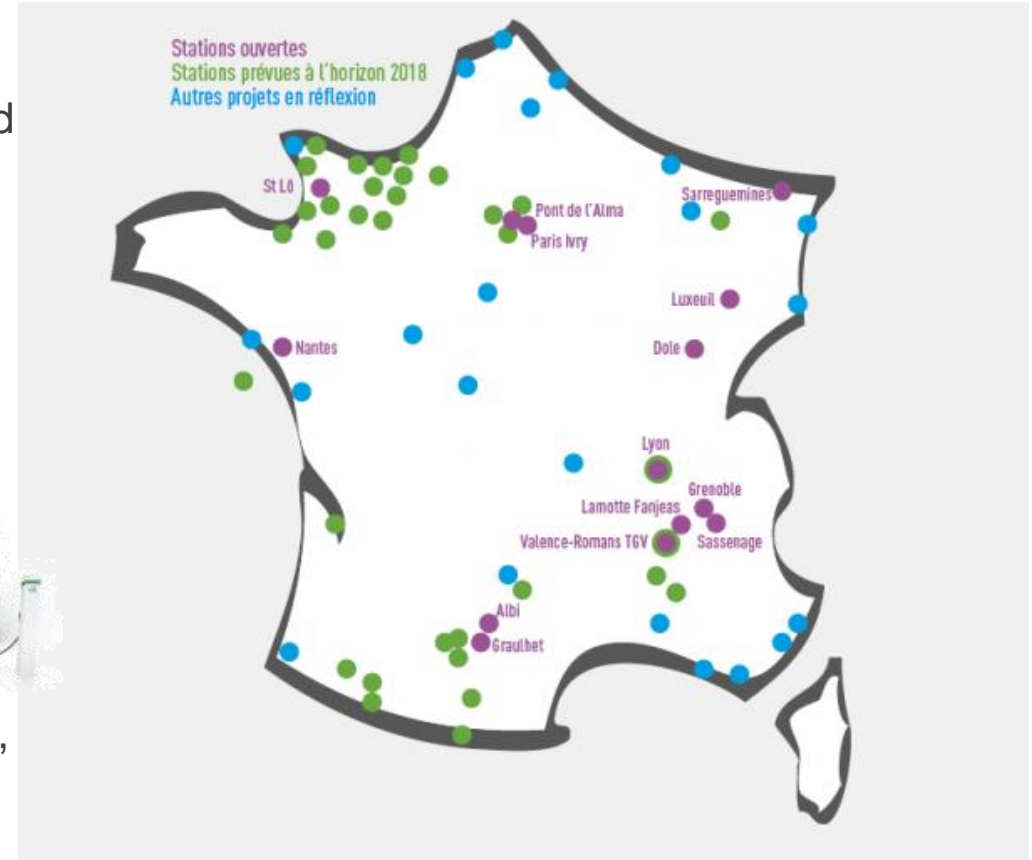 Stations ouvertes
Stations prévues à l'horizon 2018
Autres projets en réflexion
d
St Lô
Sarreguemines
Pont de l'Alma
Paris Ivry
Luxeuil
Nantes
Dole
Lyon
Grenoble
Lamotte Fanjeas
Valence-Romans TGV
Sassenage
Albi
Graulhet
,